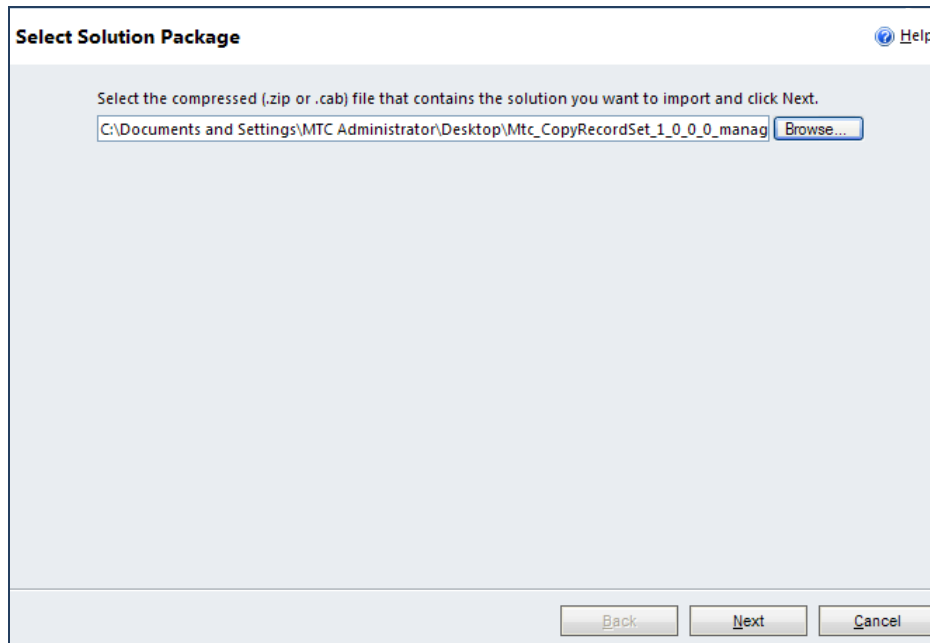 Select Solution Package
Help
Select the compressed (.zip or .cab) file that contains the solution you want to import and click Next.
C:\Documents and Settings\MTC Administrator\Desktop\Mtc_CopyRecordSet_1_0_0_0_manag Browse...
Back Next Cancel